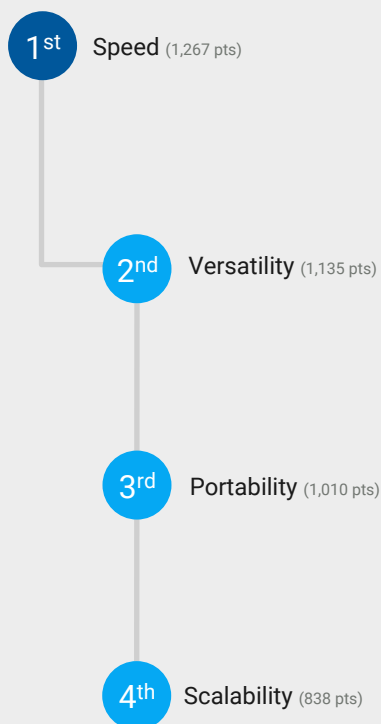 1st Speed (1,267 pts)
2nd Versatility (1,135 pts)
3rd Portability (1,010 pts)
4th Scalability (838 pts)